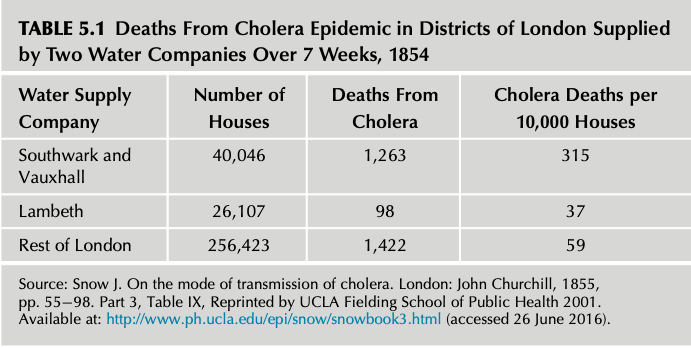 TABLE 5.1 Deaths From Cholera Epidemic in Districts of London Supplied
by Two Water Companies Over 7 Weeks, 1854
Water Supply Company Number of Houses Deaths From Cholera Cholera Deaths per 10,000 Houses
Southwark and Vauxhall 40,046 1,263 315
Lambeth 26,107 98 37
Rest of London 256,423 1,422 59
Source: Snow J. On the mode of transmission of cholera. London: John Churchill, 1855,
pp. 55–98. Part 3, Table IX, Reprinted by UCLA Fielding School of Public Health 2001.
Available at: http://www.ph.ucla.edu/epi/snow/snowbook3.html (accessed 26 June 2016).